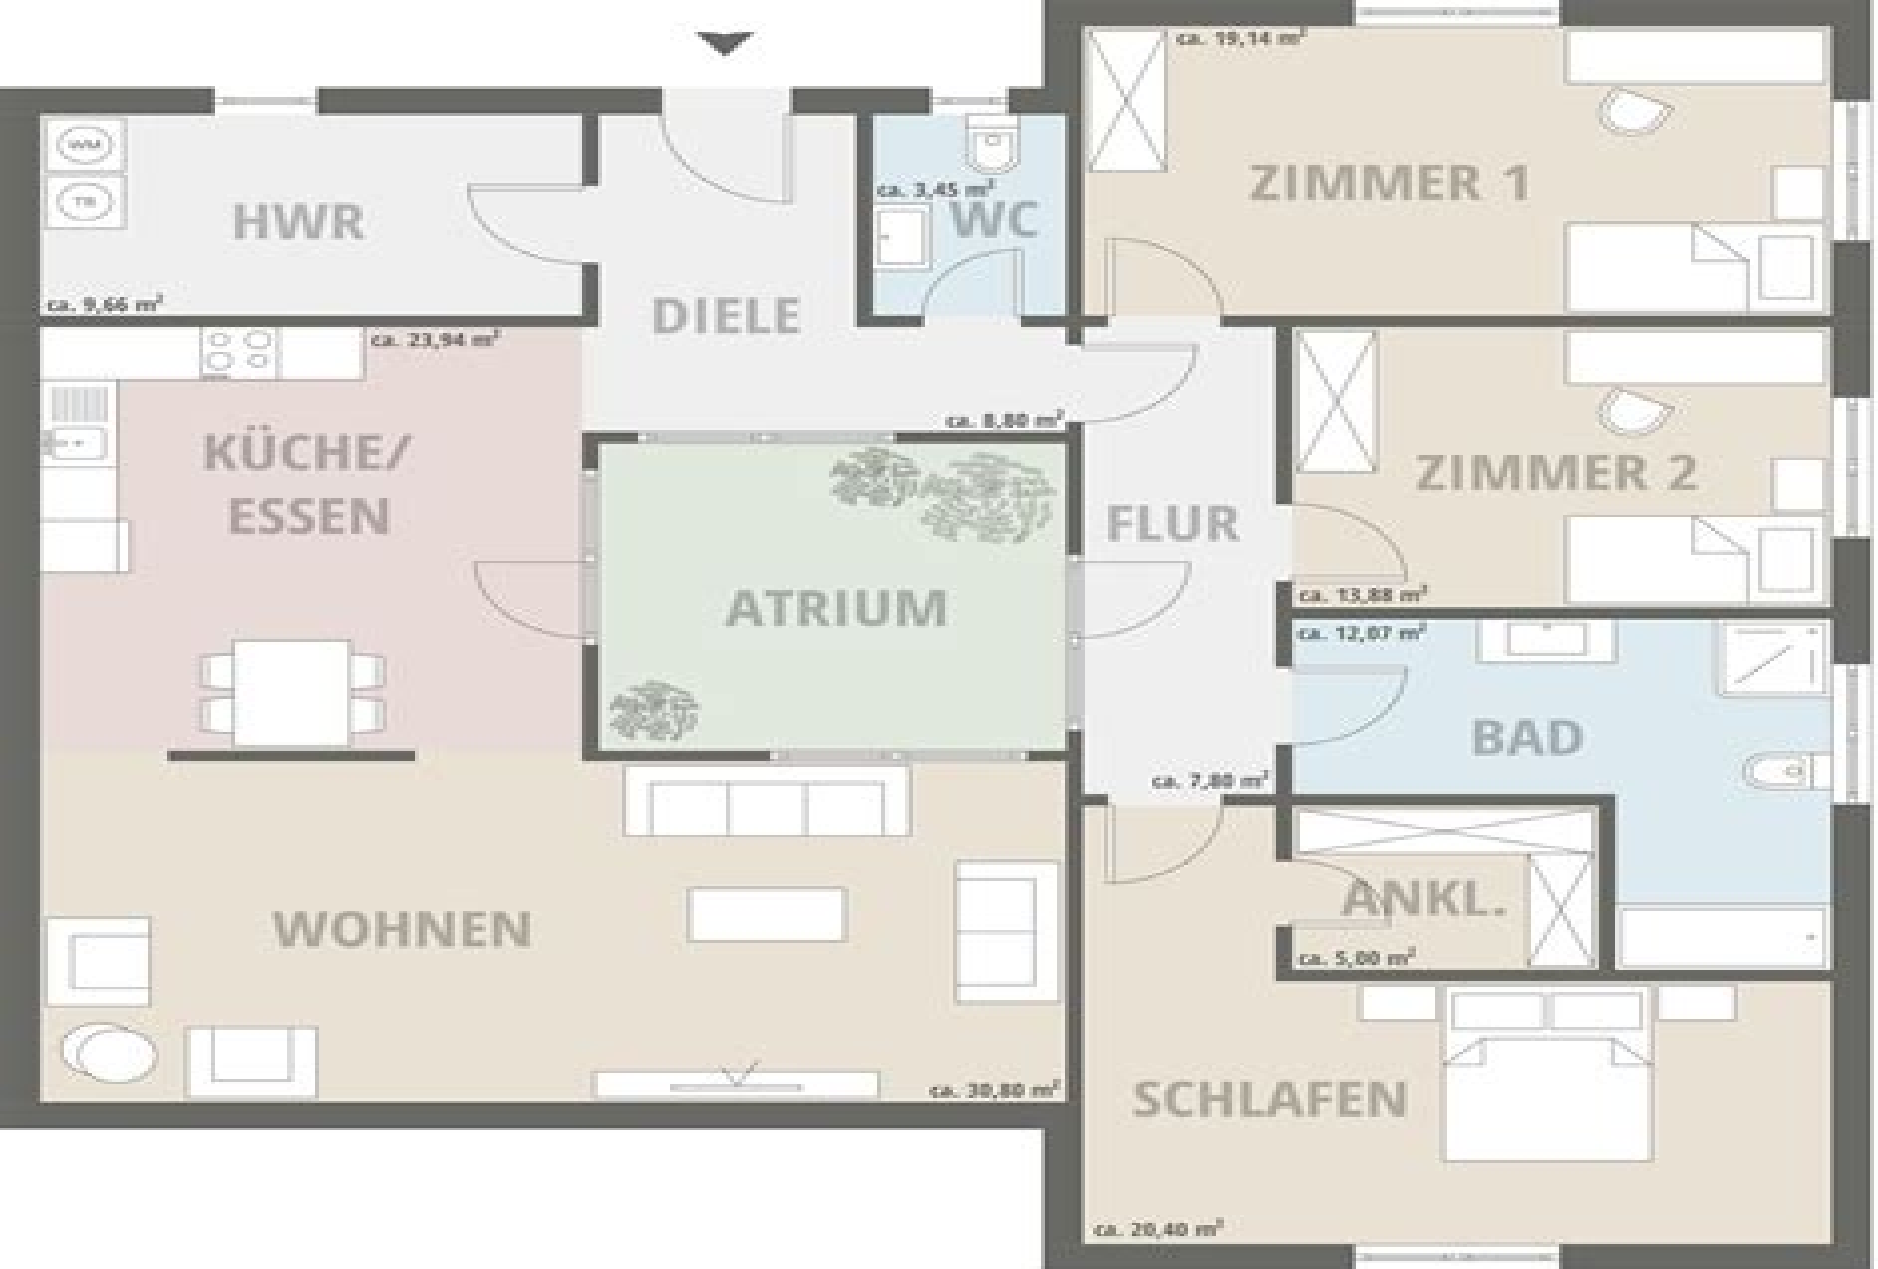 ca. 19,14 m²
ZIMMER 1
WM
TR
HWR
ca. 9,66 m²
DIELE
ca. 3,45 m²
WC
ca. 23,94 m²
KÜCHE/
ESSEN
ca. 8,80 m²
ATRIUM
FLUR
ca. 7,80 m²
ZIMMER 2
ca. 13,88 m²
ca. 12,07 m²
BAD
ANKL.
ca. 5,00 m²
WOHNEN
ca. 30,80 m²
SCHLAFEN
ca. 20,40 m²